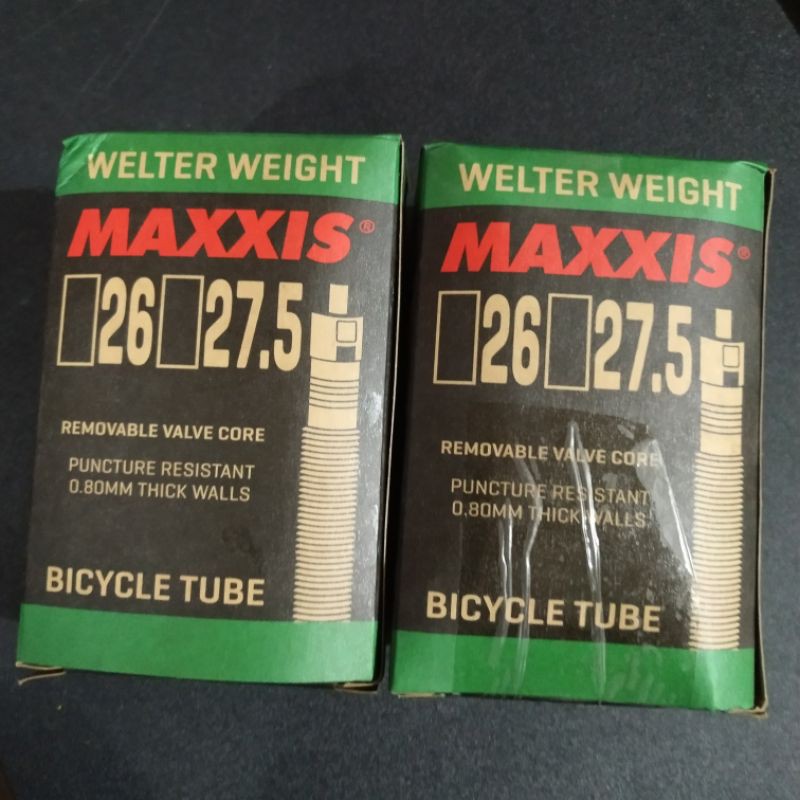 WELTER WEIGHT
MAXXIS®
26 27.5
REMOVABLE VALVE CORE
PUNCTURE RESISTANT
0.80MM THICK WALLS
BICYCLE TUBE
WELTER WEIGHT
MAXXIS®
26 27.5
REMOVABLE VALVE CORE
PUNCTURE RESISTANT
0.80MM THICK WALLS
BICYCLE TUBE